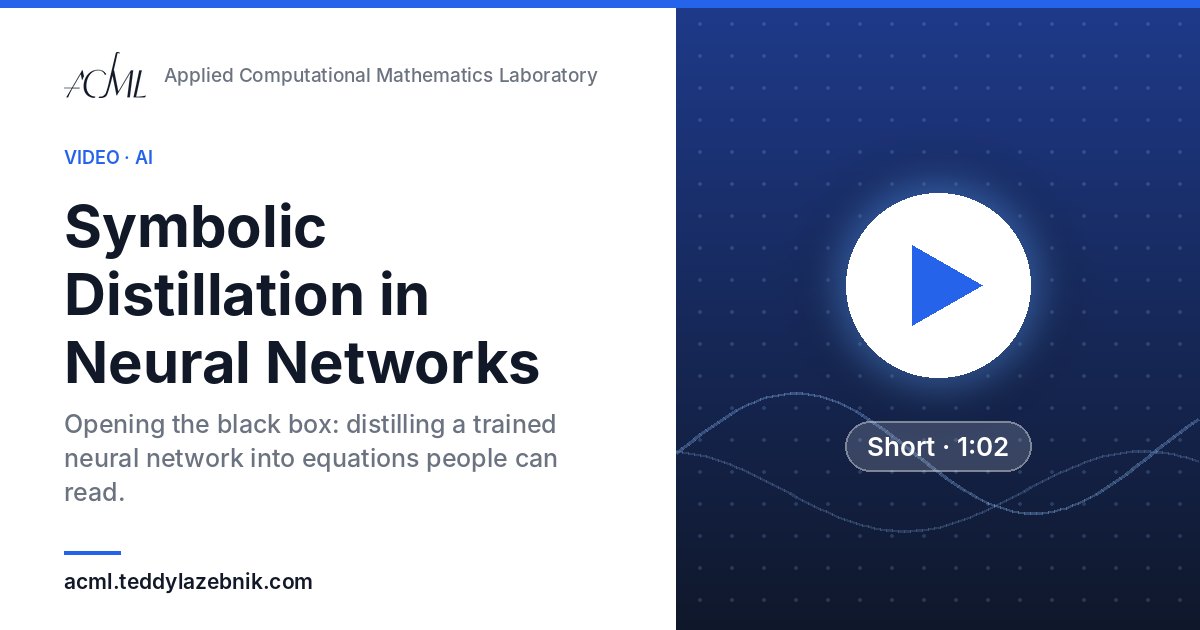 ACML
Applied Computational Mathematics Laboratory
VIDEO · AI
Symbolic
Distillation in
Neural Networks
Opening the black box: distilling a trained
neural network into equations people can
read.
acml.teddylazebnik.com
Short · 1:02